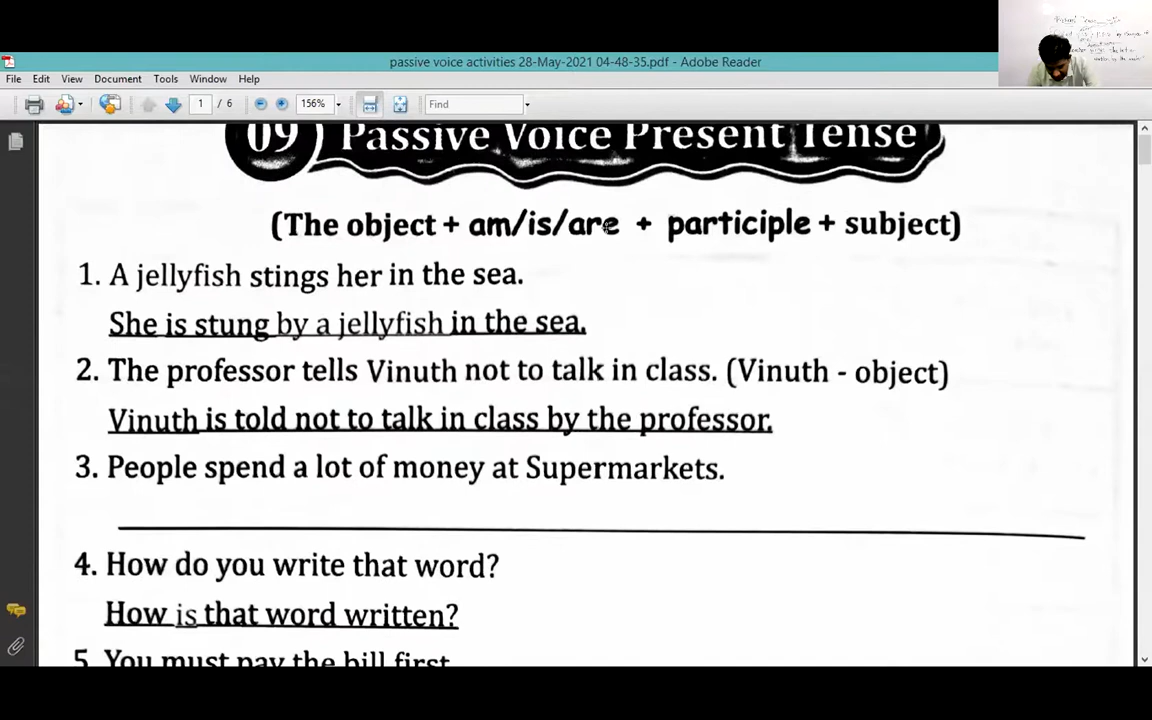 passive voice activities 28-May-2021 04-48-35.pdf - Adobe Reader
File Edit View Document Tools Window Help
1 / 6 156% Find
09 Passive Voice Present Tense
(The object + am/is/are + participle + subject)
1. A jellyfish stings her in the sea.
She is stung by a jellyfish in the sea.
2. The professor tells Vinuth not to talk in class. (Vinuth - object)
Vinuth is told not to talk in class by the professor.
3. People spend a lot of money at Supermarkets.
4. How do you write that word?
How is that word written?
5. You must pay the bill first.